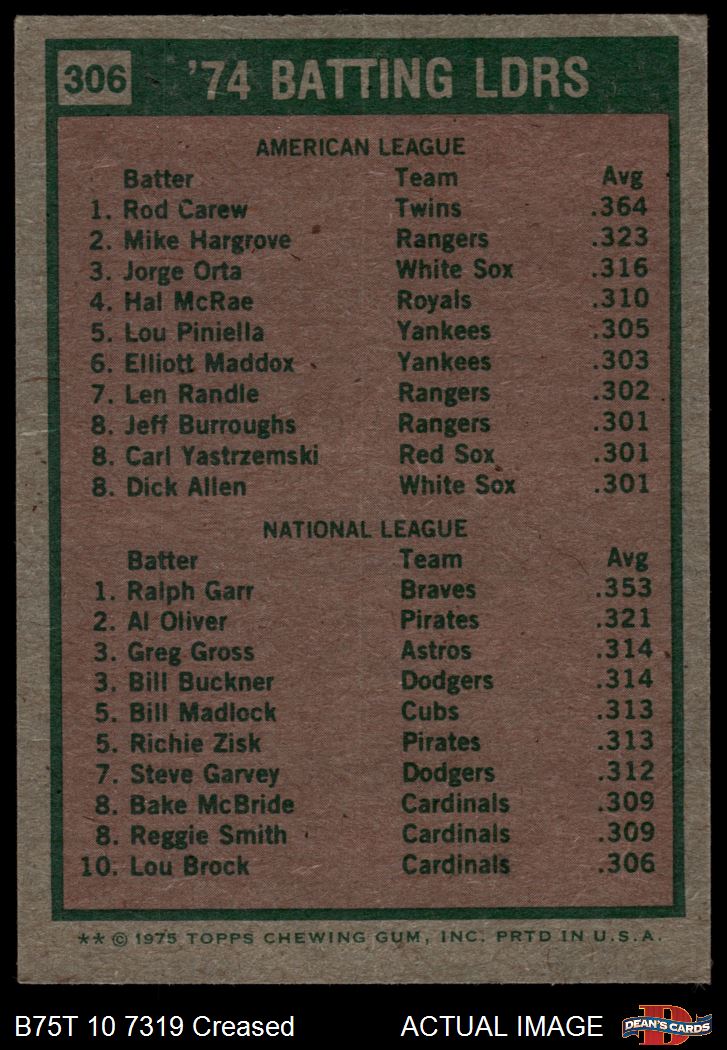 306 '74 BATTING LDRS
AMERICAN LEAGUE
Batter Team Avg
1. Rod Carew Twins .364
2. Mike Hargrove Rangers .323
3. Jorge Orta White Sox .316
4. Hal McRae Royals .310
5. Lou Piniella Yankees .305
6. Elliott Maddox Yankees .303
7. Len Randle Rangers .302
8. Jeff Burroughs Rangers .301
8. Carl Yastrzemski Red Sox .301
8. Dick Allen White Sox .301
NATIONAL LEAGUE
Batter Team Avg
1. Ralph Garr Braves .353
2. Al Oliver Pirates .321
3. Greg Gross Astros .314
3. Bill Buckner Dodgers .314
5. Bill Madlock Cubs .313
5. Richie Zisk Pirates .313
7. Steve Garvey Dodgers .312
8. Bake McBride Cardinals .309
8. Reggie Smith Cardinals .309
10. Lou Brock Cardinals .306
** © 1975 TOPPS CHEWING GUM, INC. PRTD IN U.S.A.
B75T 10 7319 Creased ACTUAL IMAGE D DEAN'S CARDS